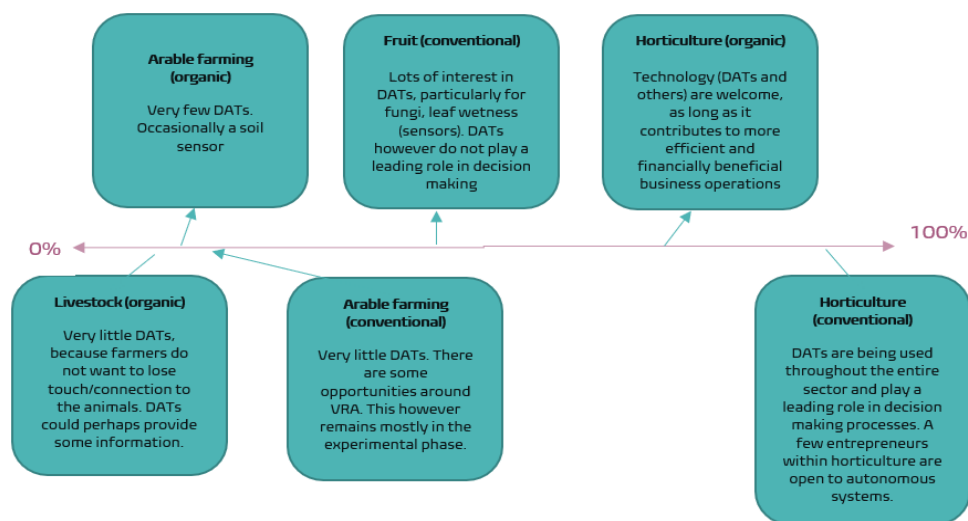 Arable farming
(organic)
Very few DATs.
Occasionally a soil
sensor
Fruit (conventional)
Lots of interest in
DATs, particularly for
fungi, leaf wetness
(sensors). DATs
however do not play a
leading role in decision
making
Horticulture (organic)
Technology (DATs and
others) are welcome,
as long as it
contributes to more
efficient and
financially beneficial
business operations
0%
100%
Livestock (organic)
Very little DATs,
because farmers do
not want to lose
touch/connection to
the animals. DATs
could perhaps provide
some information.
Arable farming
(conventional)
Very little DATs. There
are some
opportunities around
VRA. This however
remains mostly in the
experimental phase.
Horticulture
(conventional)
DATs are being used
throughout the entire
sector and play a
leading role in decision
making processes. A
few entrepreneurs
within horticulture are
open to autonomous
systems.